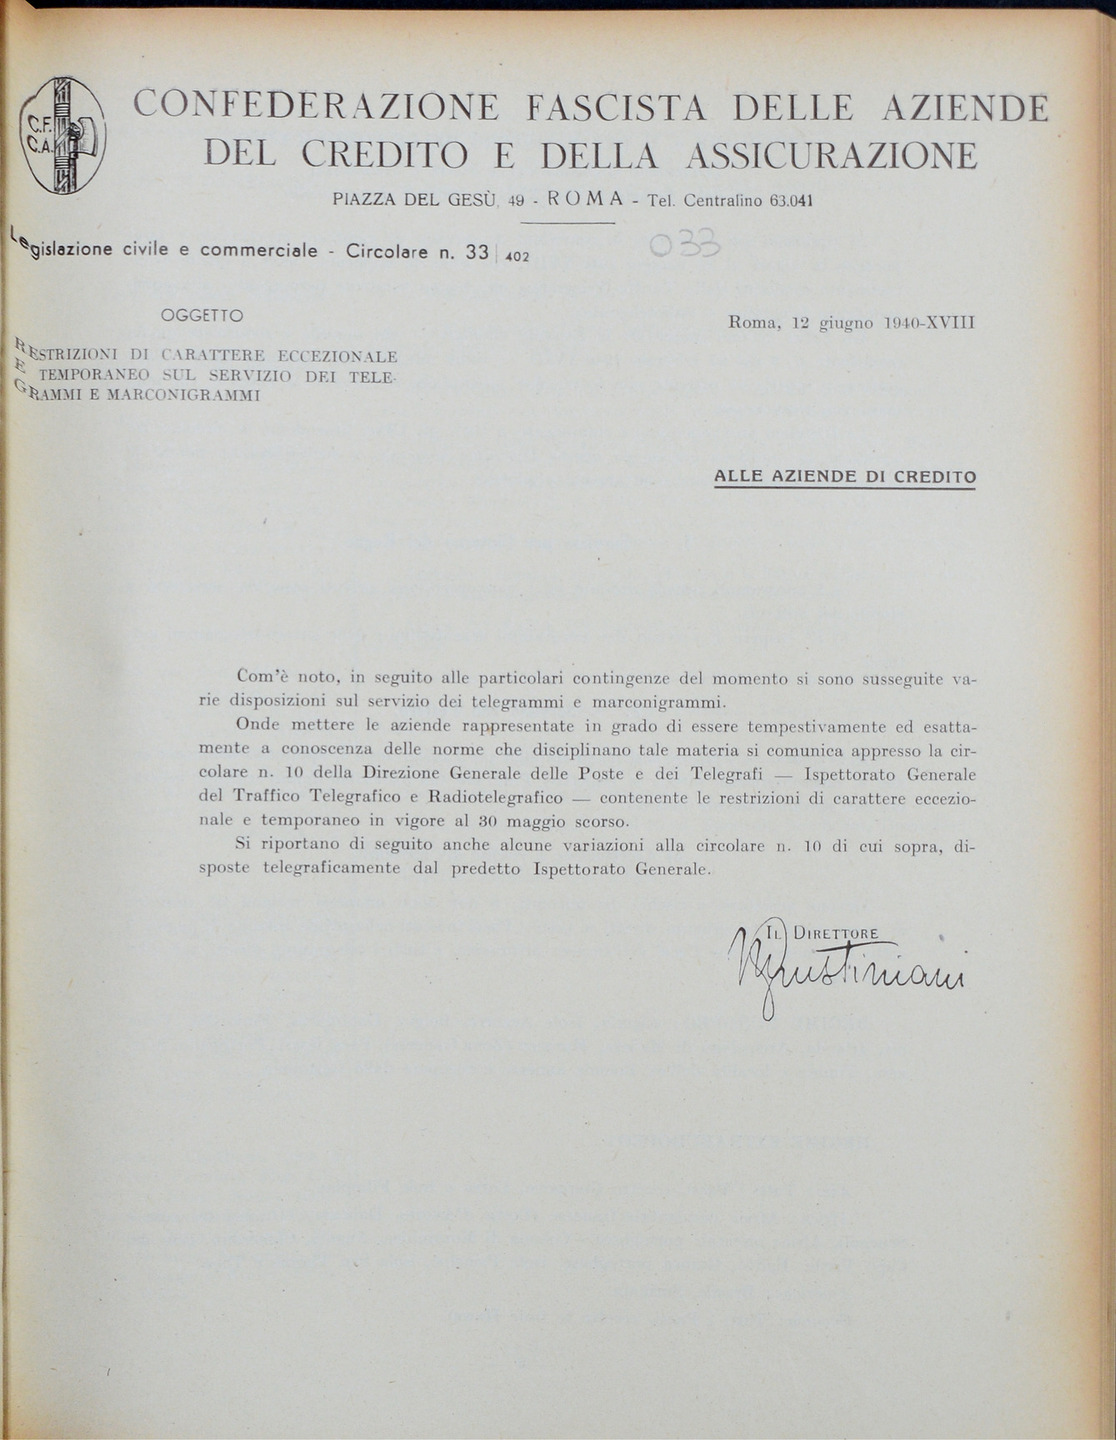 C.F.
C.A.
CONFEDERAZIONE FASCISTA DELLE AZIENDE
DEL CREDITO E DELLA ASSICURAZIONE
PIAZZA DEL GESÙ, 49 - ROMA - Tel. Centralino 63.041
Legislazione civile e commerciale - Circolare n. 33 402
033
OGGETTO
Roma, 12 giugno 1940-XVIII
RESTRIZIONI DI CARATTERE ECCEZIONALE
E TEMPORANEO SUL SERVIZIO DEI TELE-
GRAMMI E MARCONIGRAMMI
ALLE AZIENDE DI CREDITO
Com'è noto, in seguito alle particolari contingenze del momento si sono susseguite va-
rie disposizioni sul servizio dei telegrammi e marconigrammi.
Onde mettere le aziende rappresentate in grado di essere tempestivamente ed esatta-
mente a conoscenza delle norme che disciplinano tale materia si comunica appresso la cir-
colare n. 10 della Direzione Generale delle Poste e dei Telegrafi — Ispettorato Generale
del Traffico Telegrafico e Radiotelegrafico — contenente le restrizioni di carattere eccezio-
nale e temporaneo in vigore al 30 maggio scorso.
Si riportano di seguito anche alcune variazioni alla circolare n. 10 di cui sopra, di-
sposte telegraficamente dal predetto Ispettorato Generale.
IL DIRETTORE